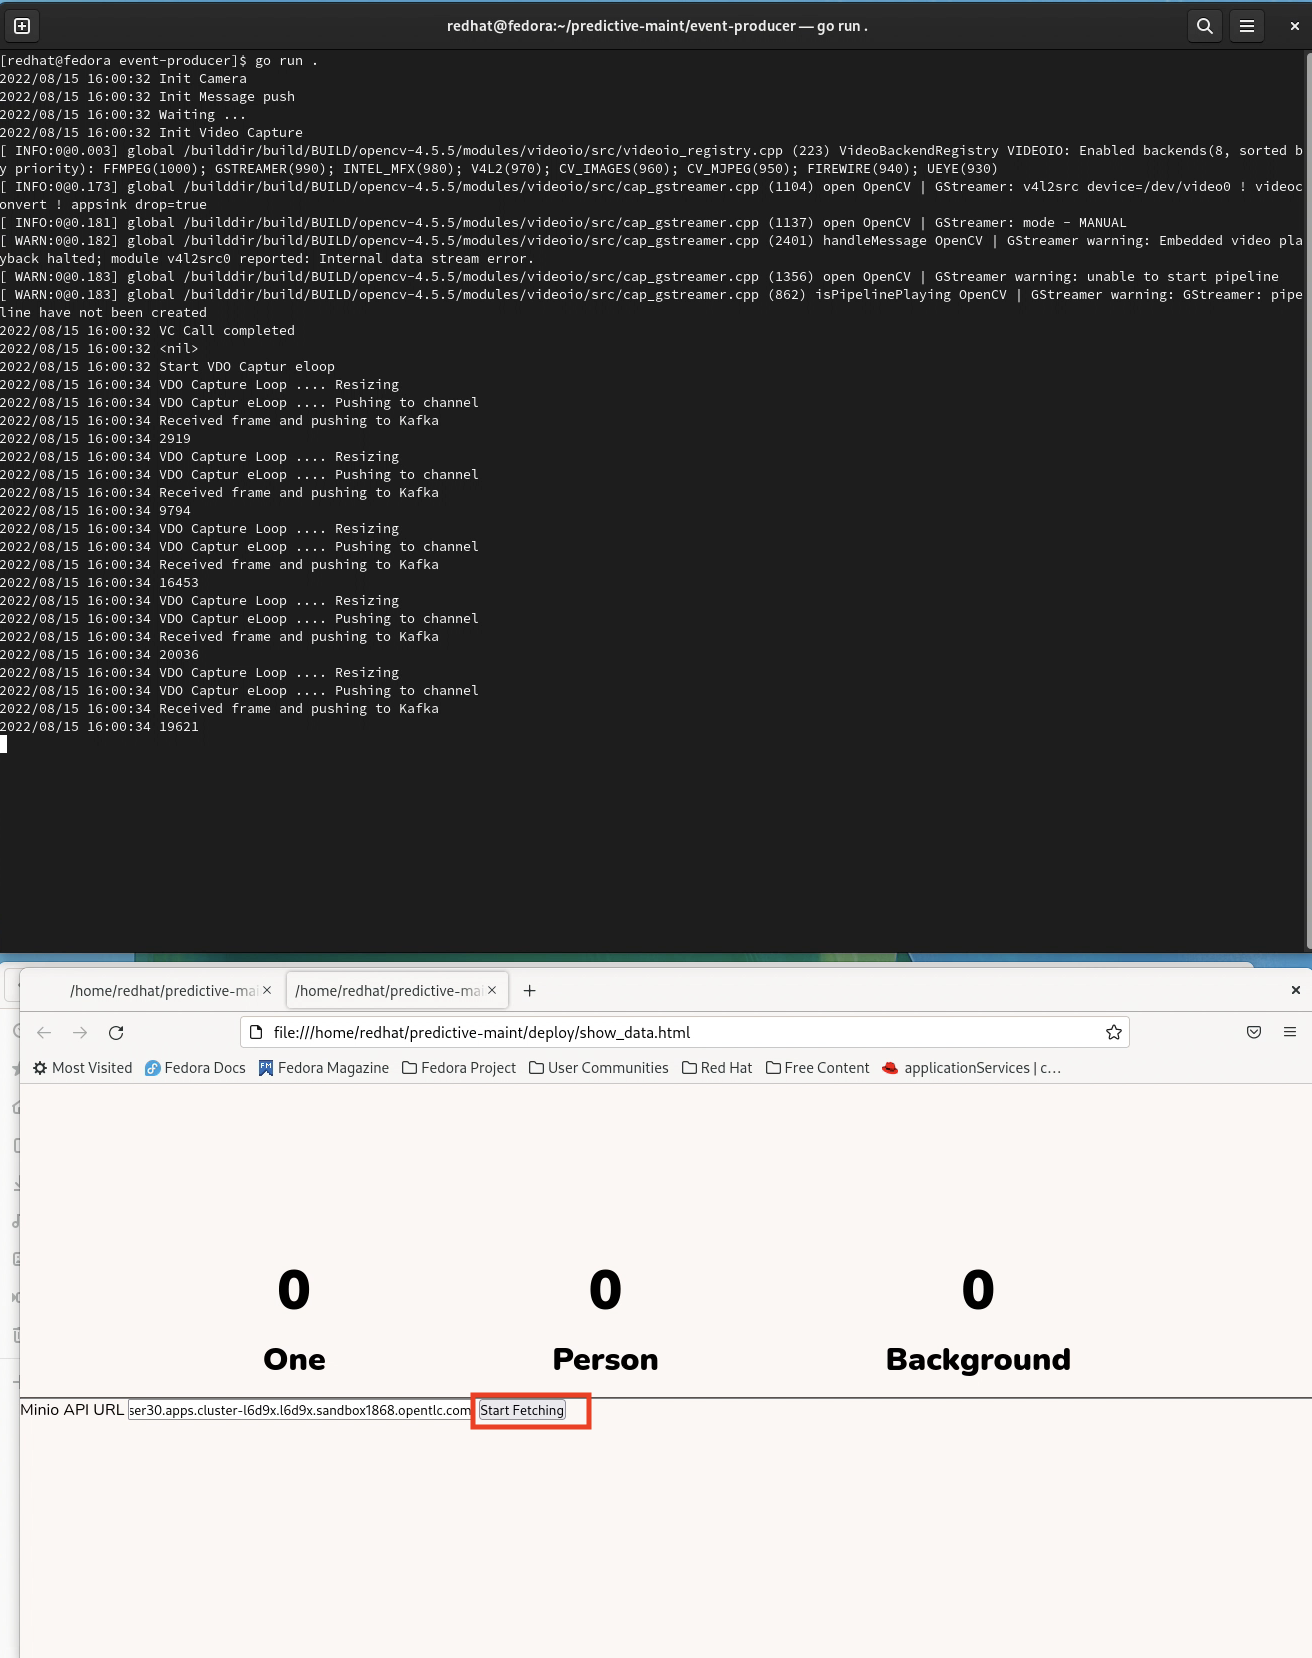 redhat@fedora:~/predictive-maint/event-producer — go run .
[redhat@fedora event-producer]$ go run .
2022/08/15 16:00:32 Init Camera
2022/08/15 16:00:32 Init Message push
2022/08/15 16:00:32 Waiting ...
2022/08/15 16:00:32 Init Video Capture
[ INFO:0@0.003] global /builddir/build/BUILD/opencv-4.5.5/modules/videoio/src/videoio_registry.cpp (223) VideoBackendRegistry VIDEOIO: Enabled backends(8, sorted b
y priority): FFMPEG(1000); GSTREAMER(990); INTEL_MFX(980); V4L2(970); CV_IMAGES(960); CV_MJPEG(950); FIREWIRE(940); UEYE(930)
[ INFO:0@0.173] global /builddir/build/BUILD/opencv-4.5.5/modules/videoio/src/cap_gstreamer.cpp (1104) open OpenCV | GStreamer: v4l2src device=/dev/video0 ! videoc
onvert ! appsink drop=true
[ INFO:0@0.181] global /builddir/build/BUILD/opencv-4.5.5/modules/videoio/src/cap_gstreamer.cpp (1137) open OpenCV | GStreamer: mode - MANUAL
[ WARN:0@0.182] global /builddir/build/BUILD/opencv-4.5.5/modules/videoio/src/cap_gstreamer.cpp (2401) handleMessage OpenCV | GStreamer warning: Embedded video pla
yback halted; module v4l2src0 reported: Internal data stream error.
[ WARN:0@0.183] global /builddir/build/BUILD/opencv-4.5.5/modules/videoio/src/cap_gstreamer.cpp (1356) open OpenCV | GStreamer warning: unable to start pipeline
[ WARN:0@0.183] global /builddir/build/BUILD/opencv-4.5.5/modules/videoio/src/cap_gstreamer.cpp (862) isPipelinePlaying OpenCV | GStreamer warning: GStreamer: pipe
line have not been created
2022/08/15 16:00:32 VC Call completed
2022/08/15 16:00:32 <nil>
2022/08/15 16:00:32 Start VDO Captur eloop
2022/08/15 16:00:34 VDO Capture Loop .... Resizing
2022/08/15 16:00:34 VDO Captur eLoop .... Pushing to channel
2022/08/15 16:00:34 Received frame and pushing to Kafka
2022/08/15 16:00:34 2919
2022/08/15 16:00:34 VDO Capture Loop .... Resizing
2022/08/15 16:00:34 VDO Captur eLoop .... Pushing to channel
2022/08/15 16:00:34 Received frame and pushing to Kafka
2022/08/15 16:00:34 9794
2022/08/15 16:00:34 VDO Capture Loop .... Resizing
2022/08/15 16:00:34 VDO Captur eLoop .... Pushing to channel
2022/08/15 16:00:34 Received frame and pushing to Kafka
2022/08/15 16:00:34 16453
2022/08/15 16:00:34 VDO Capture Loop .... Resizing
2022/08/15 16:00:34 VDO Captur eLoop .... Pushing to channel
2022/08/15 16:00:34 Received frame and pushing to Kafka
2022/08/15 16:00:34 20036
2022/08/15 16:00:34 VDO Capture Loop .... Resizing
2022/08/15 16:00:34 VDO Captur eLoop .... Pushing to channel
2022/08/15 16:00:34 Received frame and pushing to Kafka
2022/08/15 16:00:34 19621
/home/redhat/predictive-mai /home/redhat/predictive-mai
file:///home/redhat/predictive-maint/deploy/show_data.html
Most Visited Fedora Docs Fedora Magazine Fedora Project User Communities Red Hat Free Content applicationServices | c…
0 0 0
One Person Background
Minio API URL ser30.apps.cluster-l6d9x.l6d9x.sandbox1868.opentlc.com Start Fetching